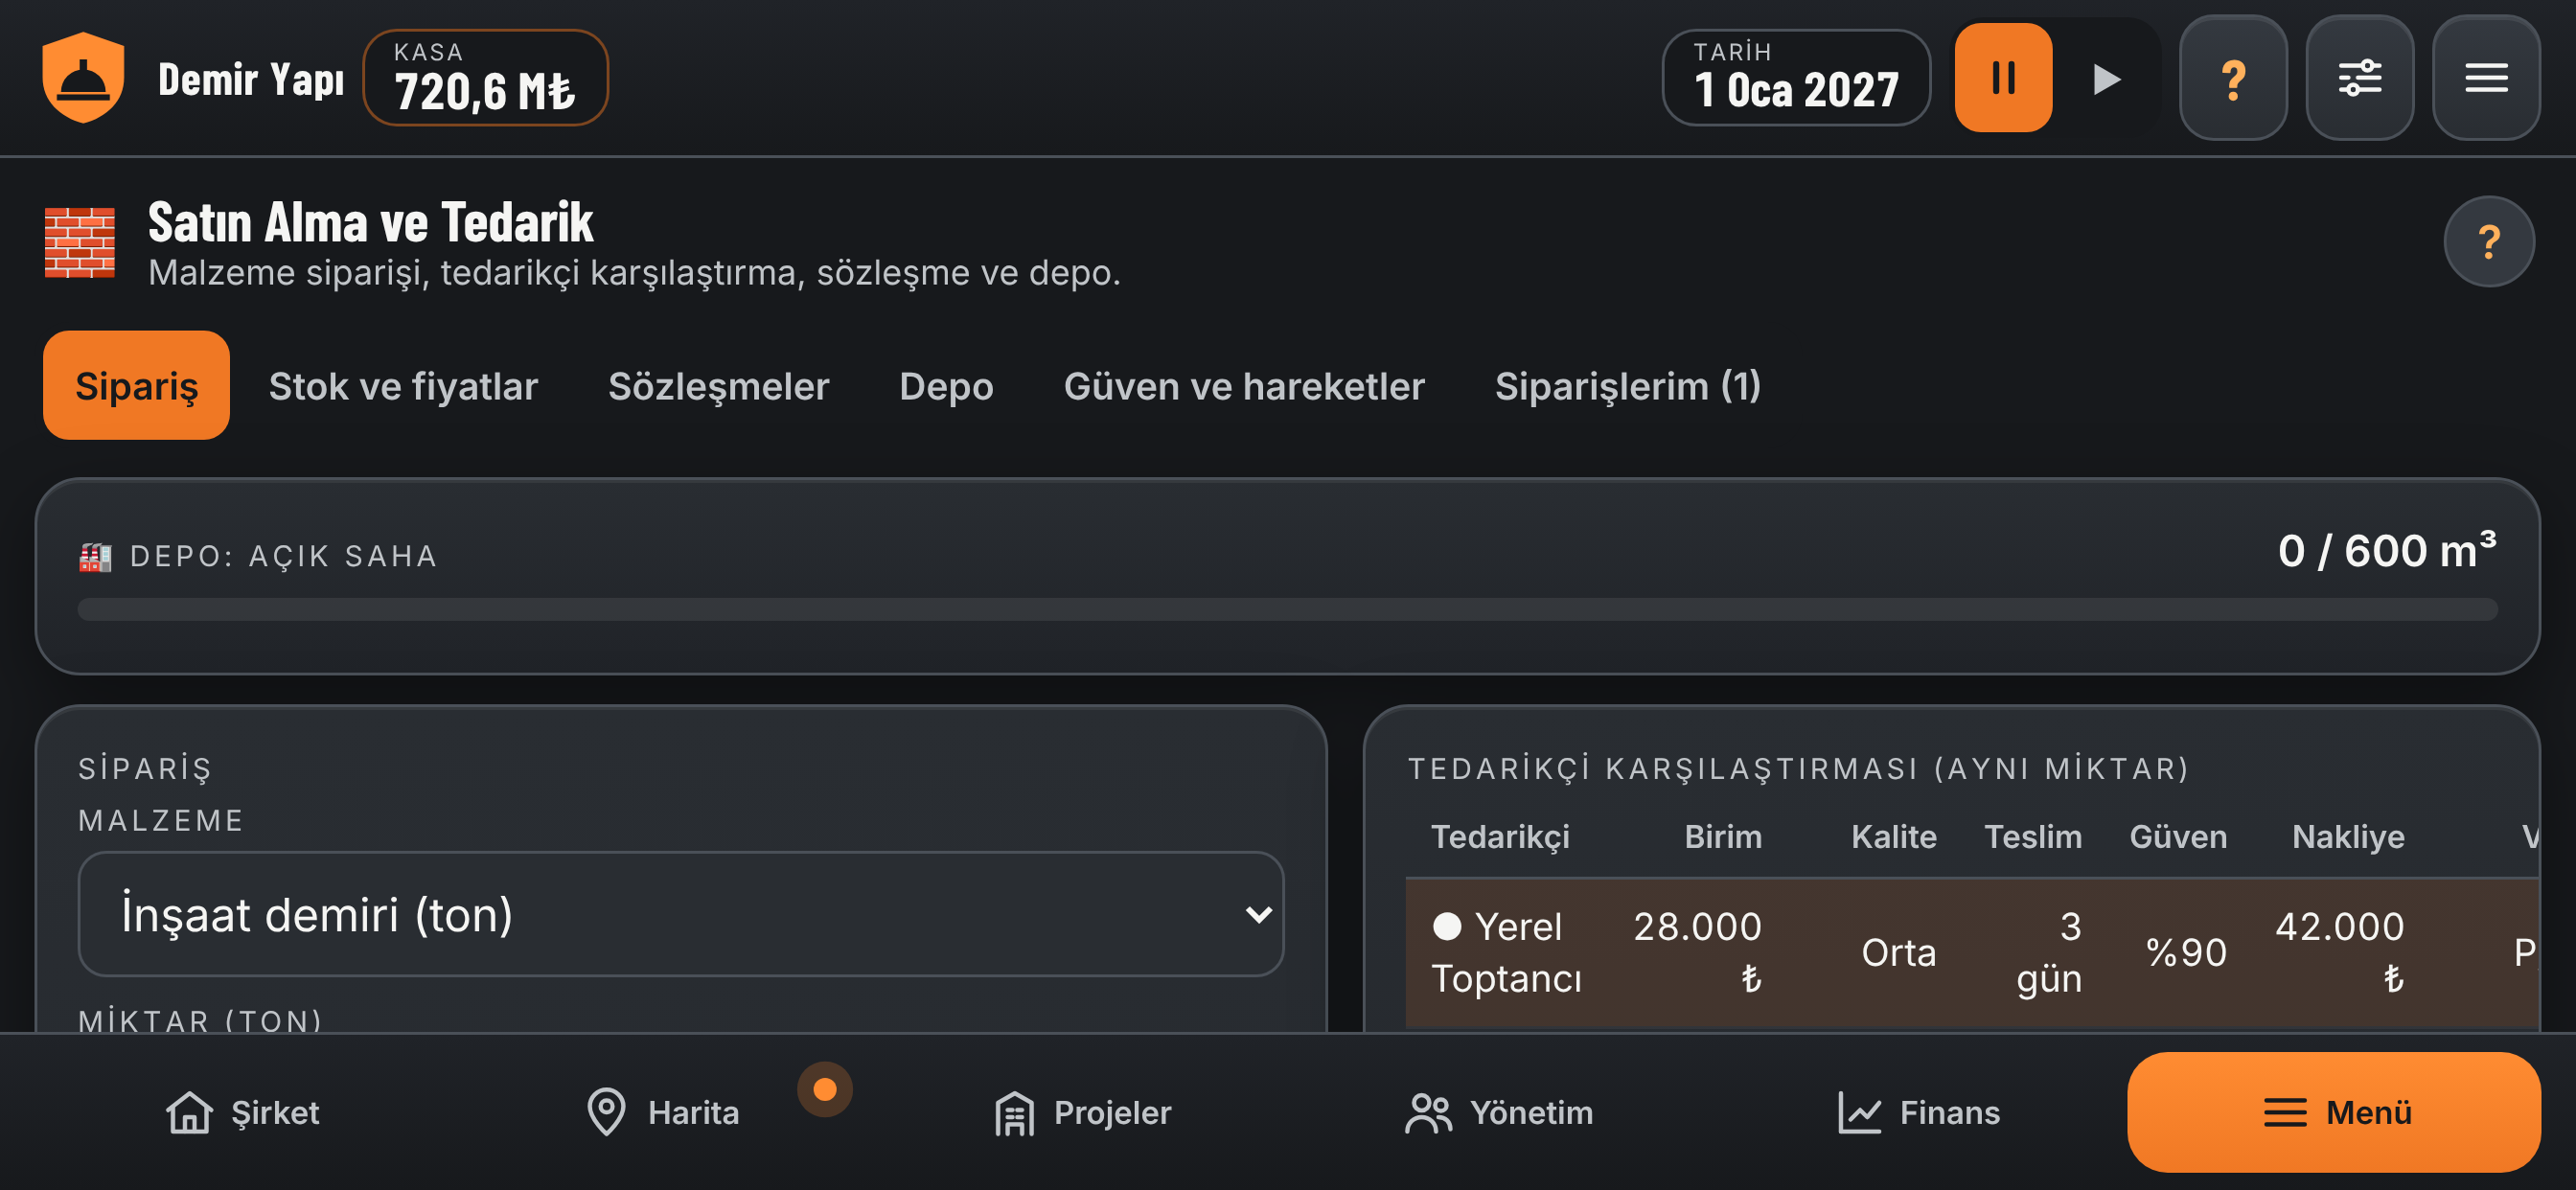 Demir Yapı
KASA
720,6 M₺
TARİH
1 Oca 2027
?
Satın Alma ve Tedarik
Malzeme siparişi, tedarikçi karşılaştırma, sözleşme ve depo.
?
Sipariş
Stok ve fiyatlar
Sözleşmeler
Depo
Güven ve hareketler
Siparişlerim (1)
DEPO: AÇIK SAHA
0 / 600 m³
SİPARİŞ
MALZEME
İnşaat demiri (ton)
MİKTAR (TON)
TEDARİKÇİ KARŞILAŞTIRMASI (AYNI MİKTAR)
Tedarikçi Birim Kalite Teslim Güven Nakliye
Yerel Toptancı
28.000 ₺
Orta
3 gün
%90
42.000 ₺
Şirket
Harita
Projeler
Yönetim
Finans
Menü